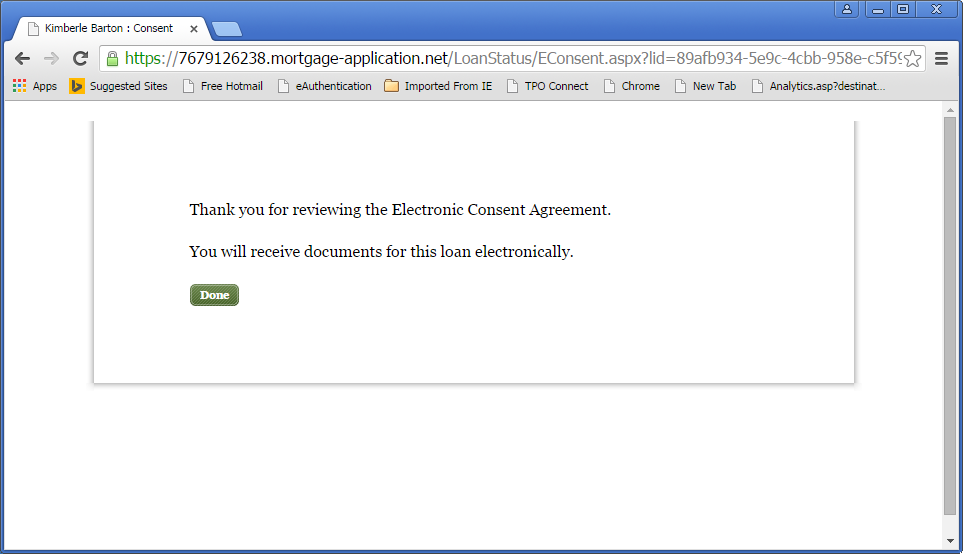 Kimberle Barton : Consent
https://7679126238.mortgage-application.net/LoanStatus/EConsent.aspx?lid=89afb934-5e9c-4cbb-958e-c5f59
Apps Suggested Sites Free Hotmail eAuthentication Imported From IE TPO Connect Chrome New Tab Analytics.asp?destinat...
Thank you for reviewing the Electronic Consent Agreement.
You will receive documents for this loan electronically.
Done